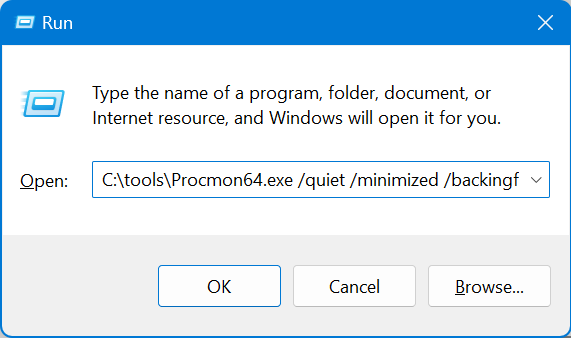 Run
Type the name of a program, folder, document, or
Internet resource, and Windows will open it for you.
Open: C:\tools\Procmon64.exe /quiet /minimized /backingf
OK Cancel Browse...